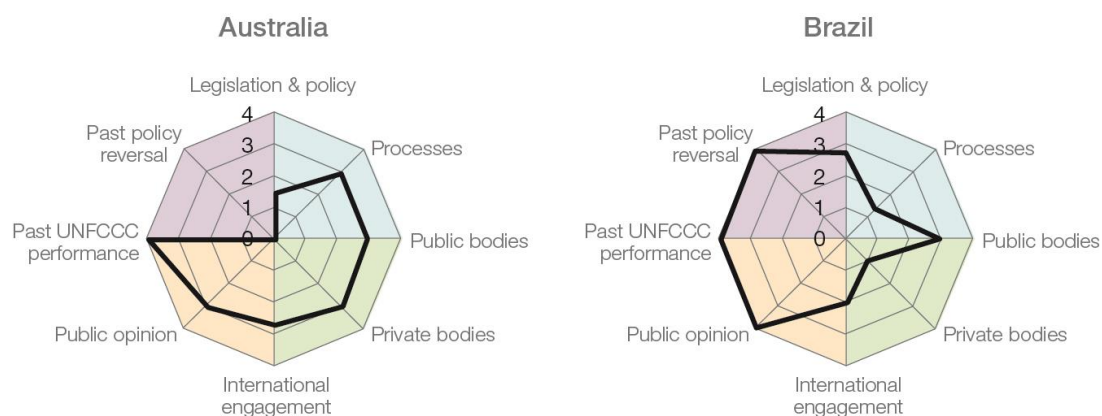 Australia
Legislation & policy
Processes
Public bodies
Private bodies
International
engagement
Public opinion
Past UNFCCC
performance
Past policy
reversal
4
3
2
1
0
Brazil
Legislation & policy
Processes
Public bodies
Private bodies
International
engagement
Public opinion
Past UNFCCC
performance
Past policy
reversal
4
3
2
1
0